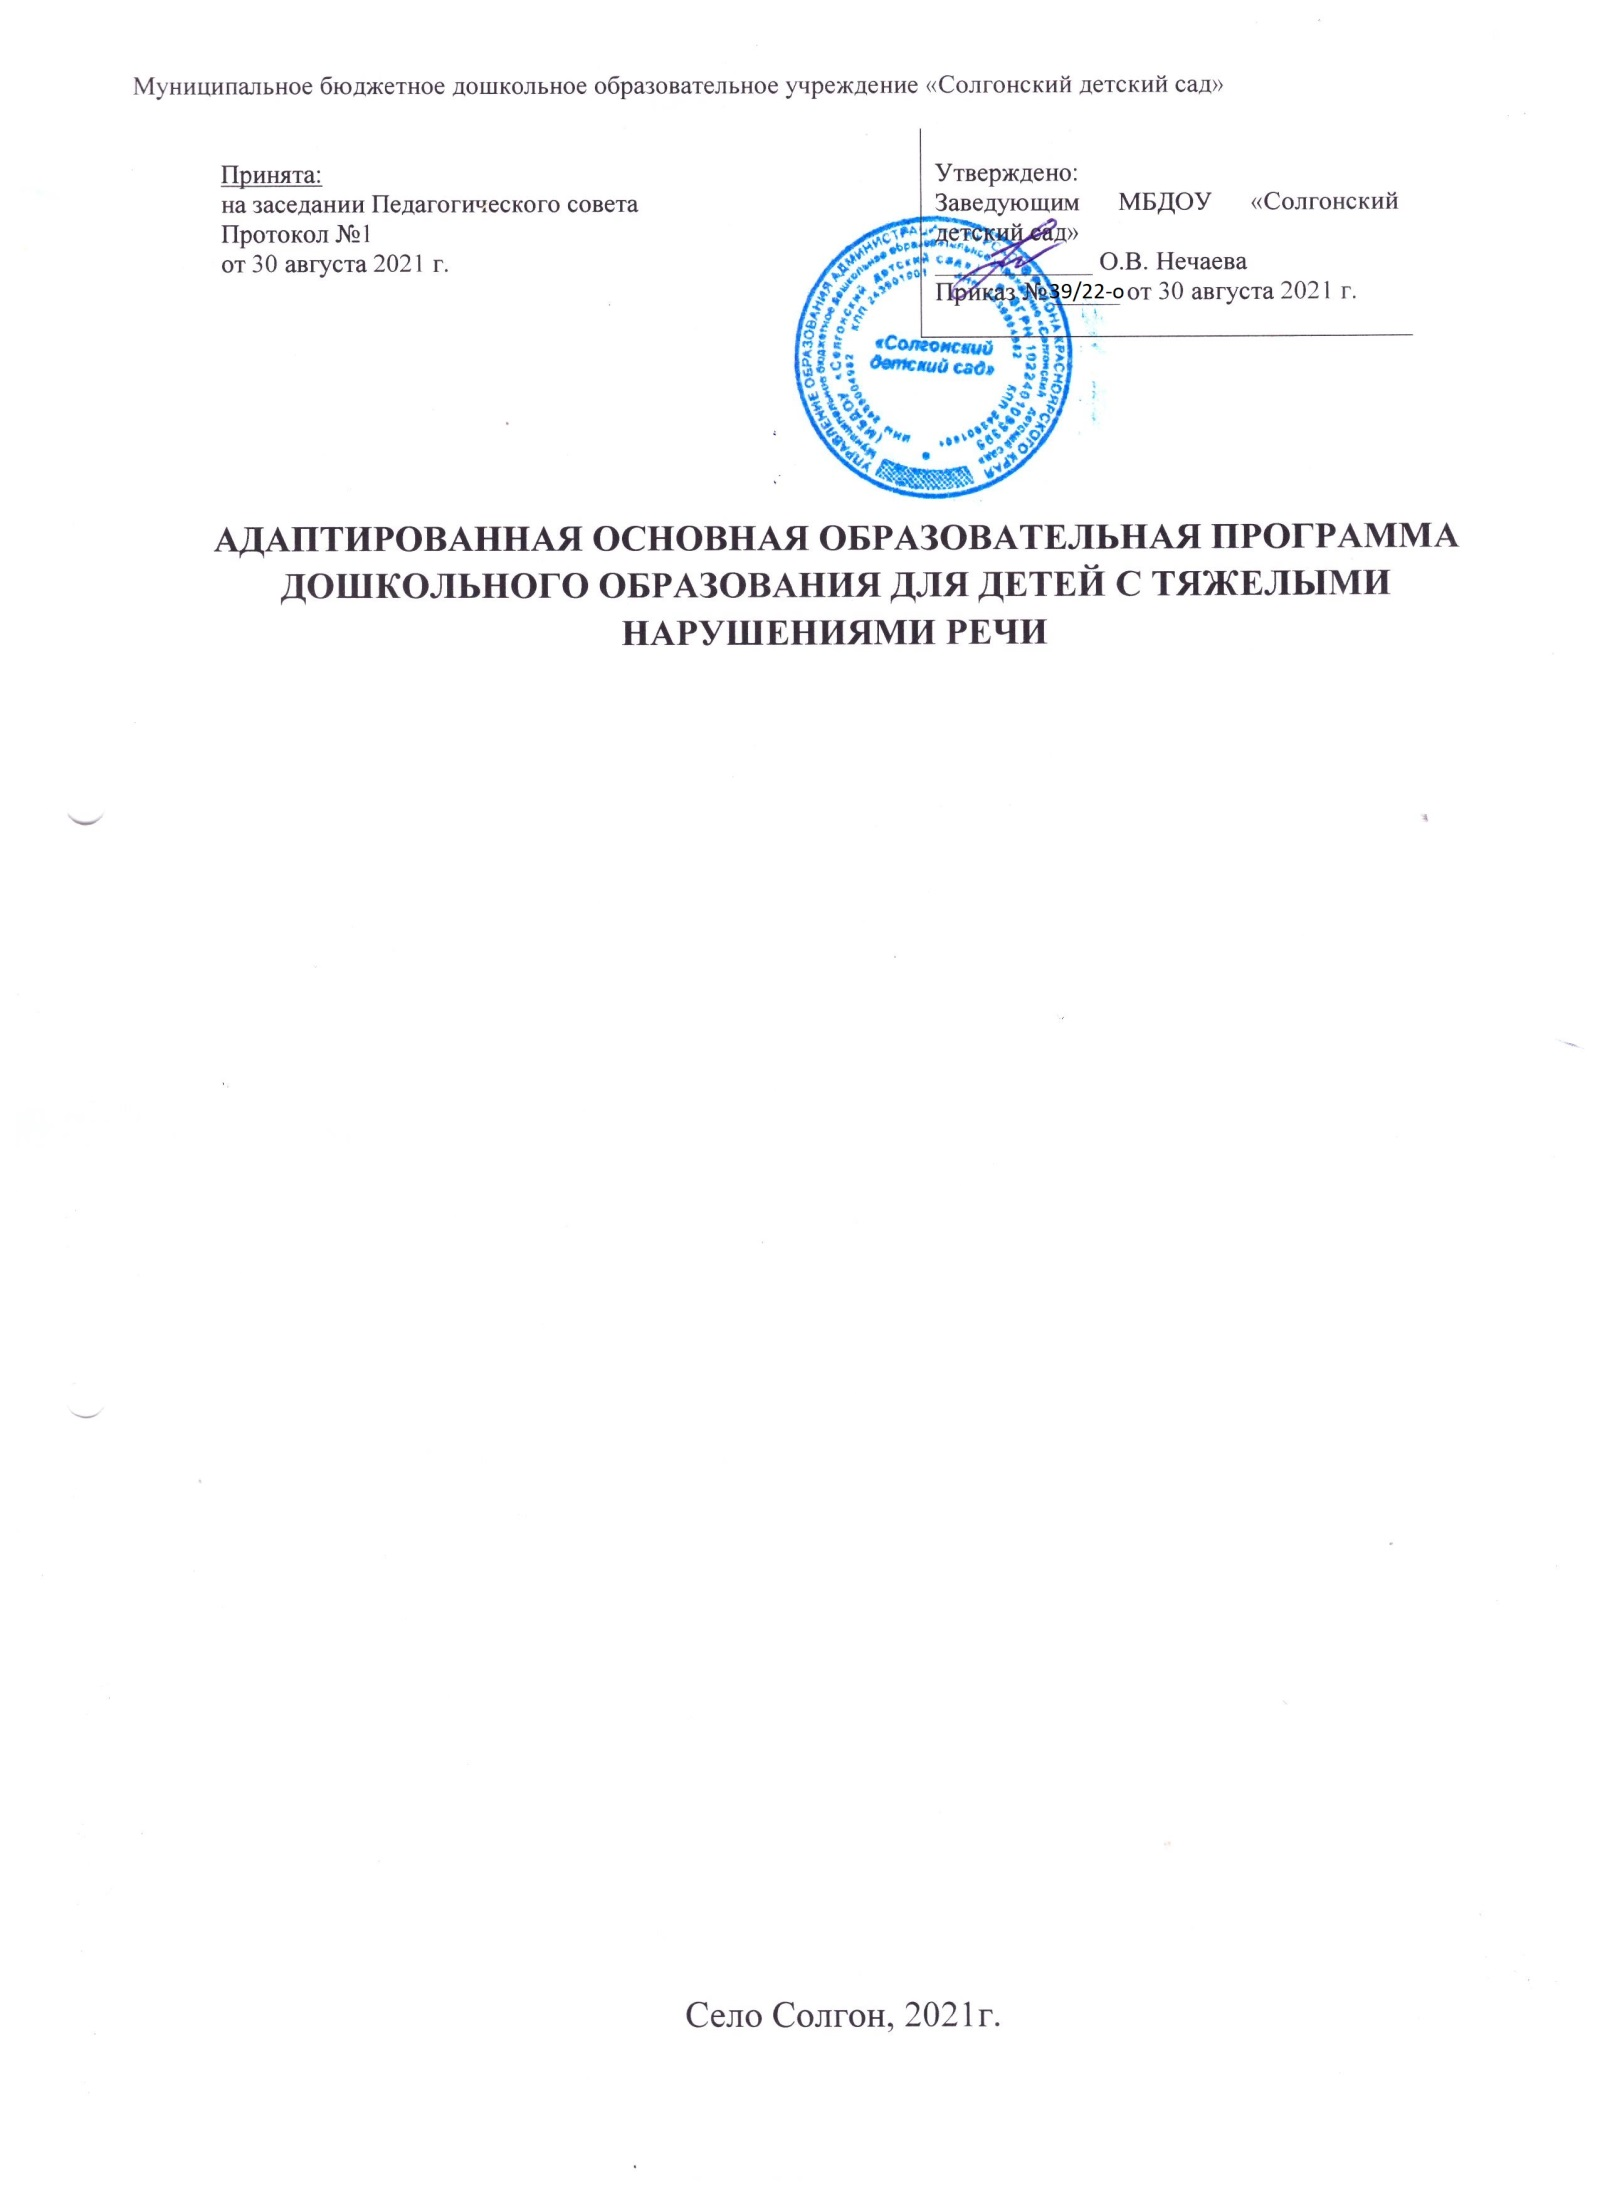 Муниципальное бюджетное дошкольное образовательное учреждение «Солгонский детский сад»
Принята:
на заседании Педагогического совета
Протокол №1
от 30 августа 2021 г.
Утверждено:
Заведующим МБДОУ «Солгонский
детский сад»
____________ О.В. Нечаева
Приказ №39/22-о от 30 августа 2021 г.
«Солгонский
детский сад»
АДАПТИРОВАННАЯ ОСНОВНАЯ ОБРАЗОВАТЕЛЬНАЯ ПРОГРАММА
ДОШКОЛЬНОГО ОБРАЗОВАНИЯ ДЛЯ ДЕТЕЙ С ТЯЖЕЛЫМИ
НАРУШЕНИЯМИ РЕЧИ
Село Солгон, 2021г.